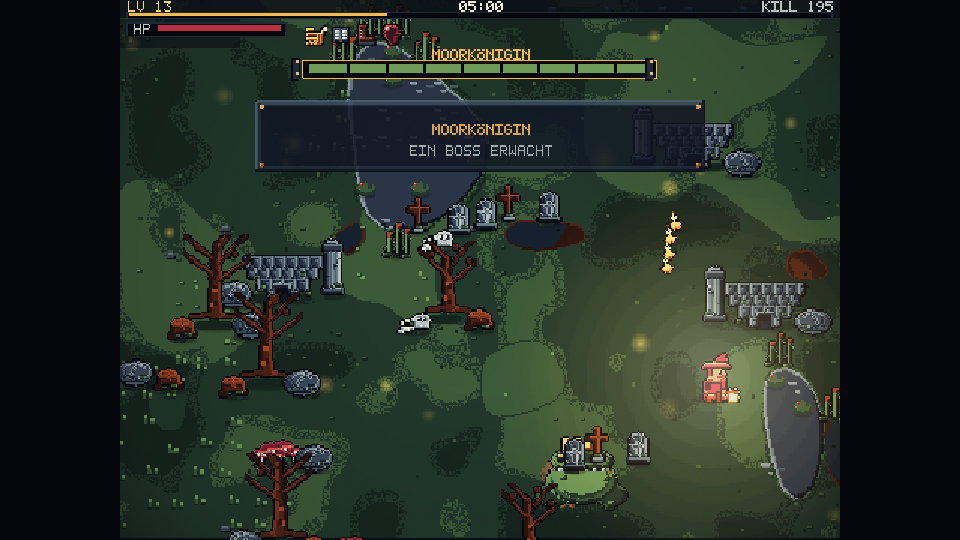 LV 13
05:00
KILL 195
HP
MOORKÖNIGIN
MOORKÖNIGIN
EIN BOSS ERWACHT